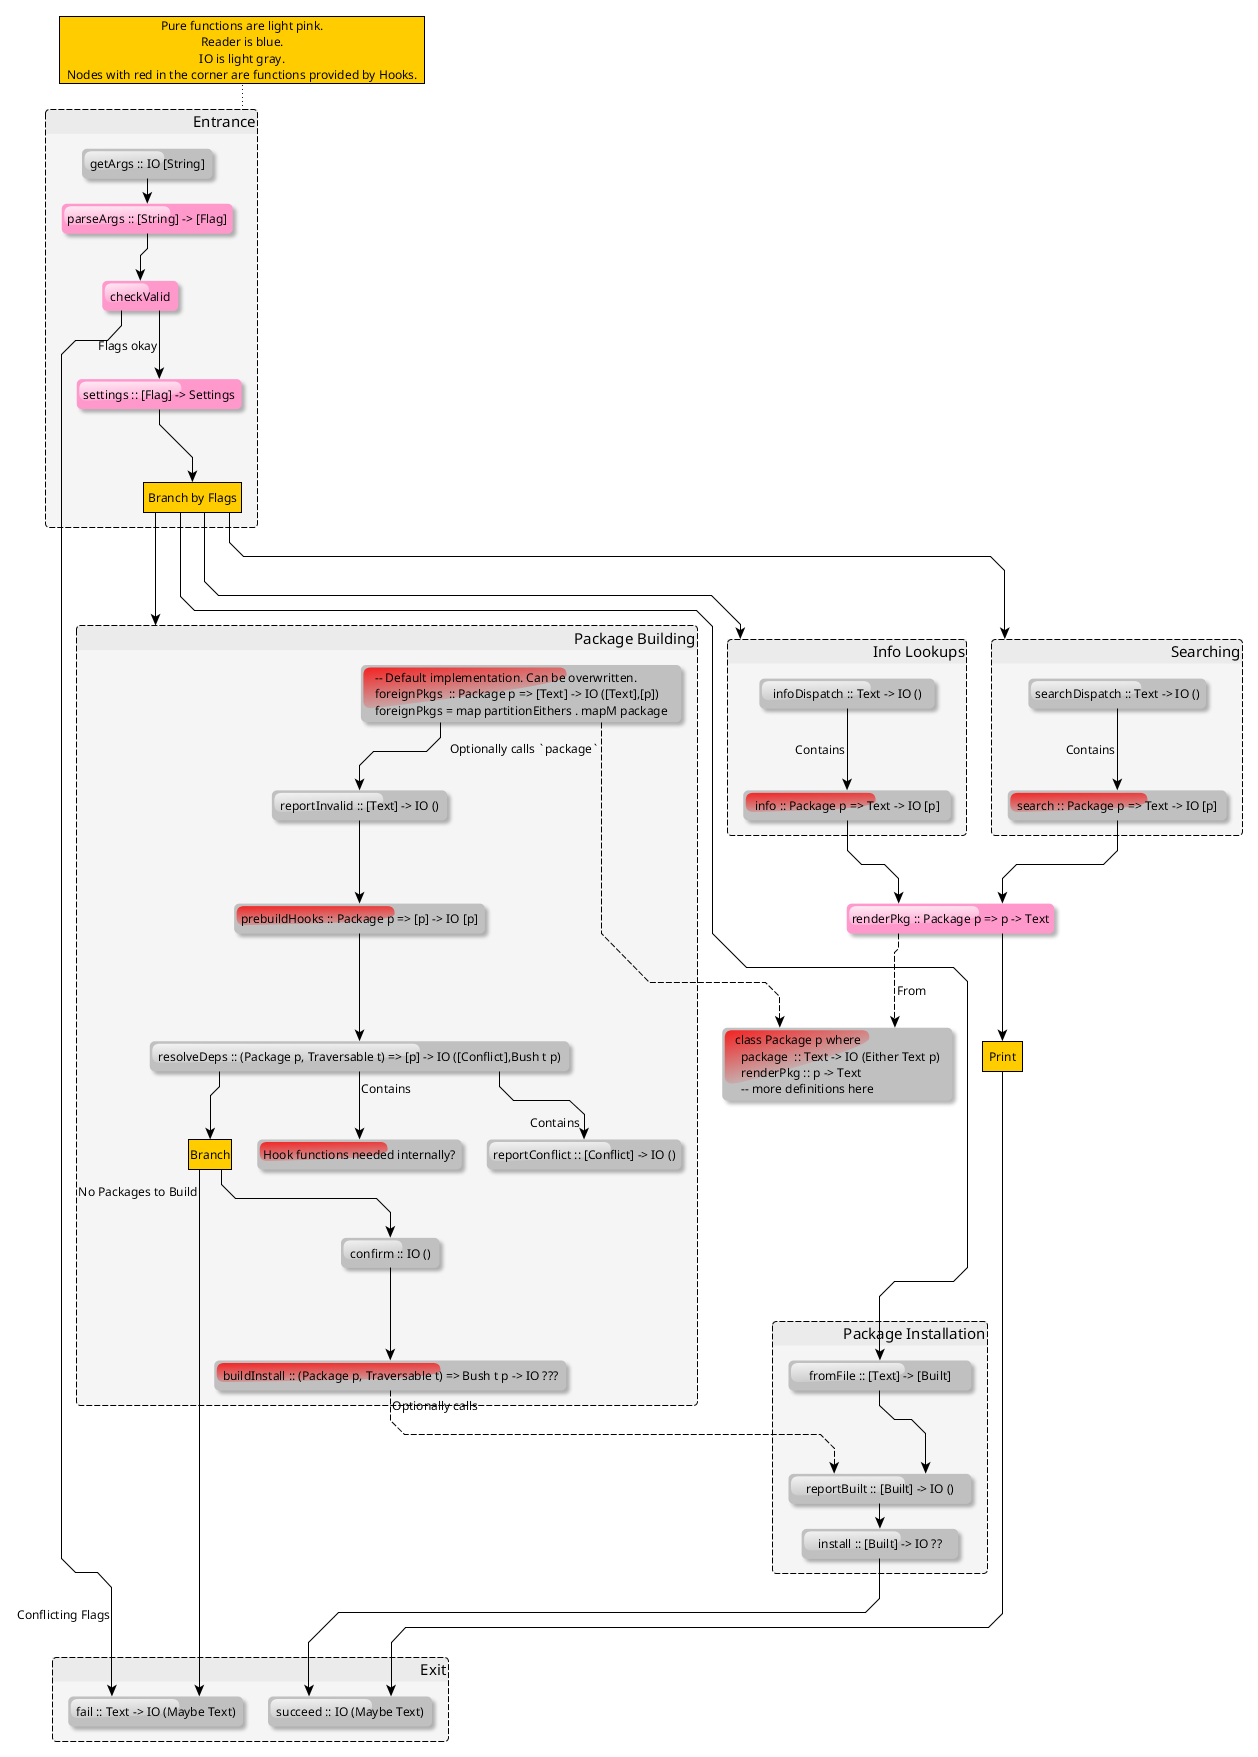 Pure functions are light pink.
Reader is blue.
IO is light gray.
Nodes with red in the corner are functions provided by Hooks.
Entrance
getArgs :: IO [String]
parseArgs :: [String] -> [Flag]
checkValid
Flags okay
settings :: [Flag] -> Settings
Branch by Flags
Package Building
-- Default implementation. Can be overwritten.
foreignPkgs  :: Package p => [Text] -> IO ([Text],[p])
foreignPkgs = map partitionEithers . mapM package
Optionally calls `package`
reportInvalid :: [Text] -> IO ()
prebuildHooks :: Package p => [p] -> IO [p]
resolveDeps :: (Package p, Traversable t) => [p] -> IO ([Conflict],Bush t p)
Contains
Contains
Branch
Hook functions needed internally?
reportConflict :: [Conflict] -> IO ()
No Packages to Build
confirm :: IO ()
buildInstall :: (Package p, Traversable t) => Bush t p -> IO ???
Optionally calls
Info Lookups
infoDispatch :: Text -> IO ()
Contains
info :: Package p => Text -> IO [p]
Searching
searchDispatch :: Text -> IO ()
Contains
search :: Package p => Text -> IO [p]
renderPkg :: Package p => p -> Text
From
class Package p where
package  :: Text -> IO (Either Text p)
renderPkg :: p -> Text
-- more definitions here
Print
Package Installation
fromFile :: [Text] -> [Built]
reportBuilt :: [Built] -> IO ()
install :: [Built] -> IO ??
Conflicting Flags
Exit
fail :: Text -> IO (Maybe Text)
succeed :: IO (Maybe Text)